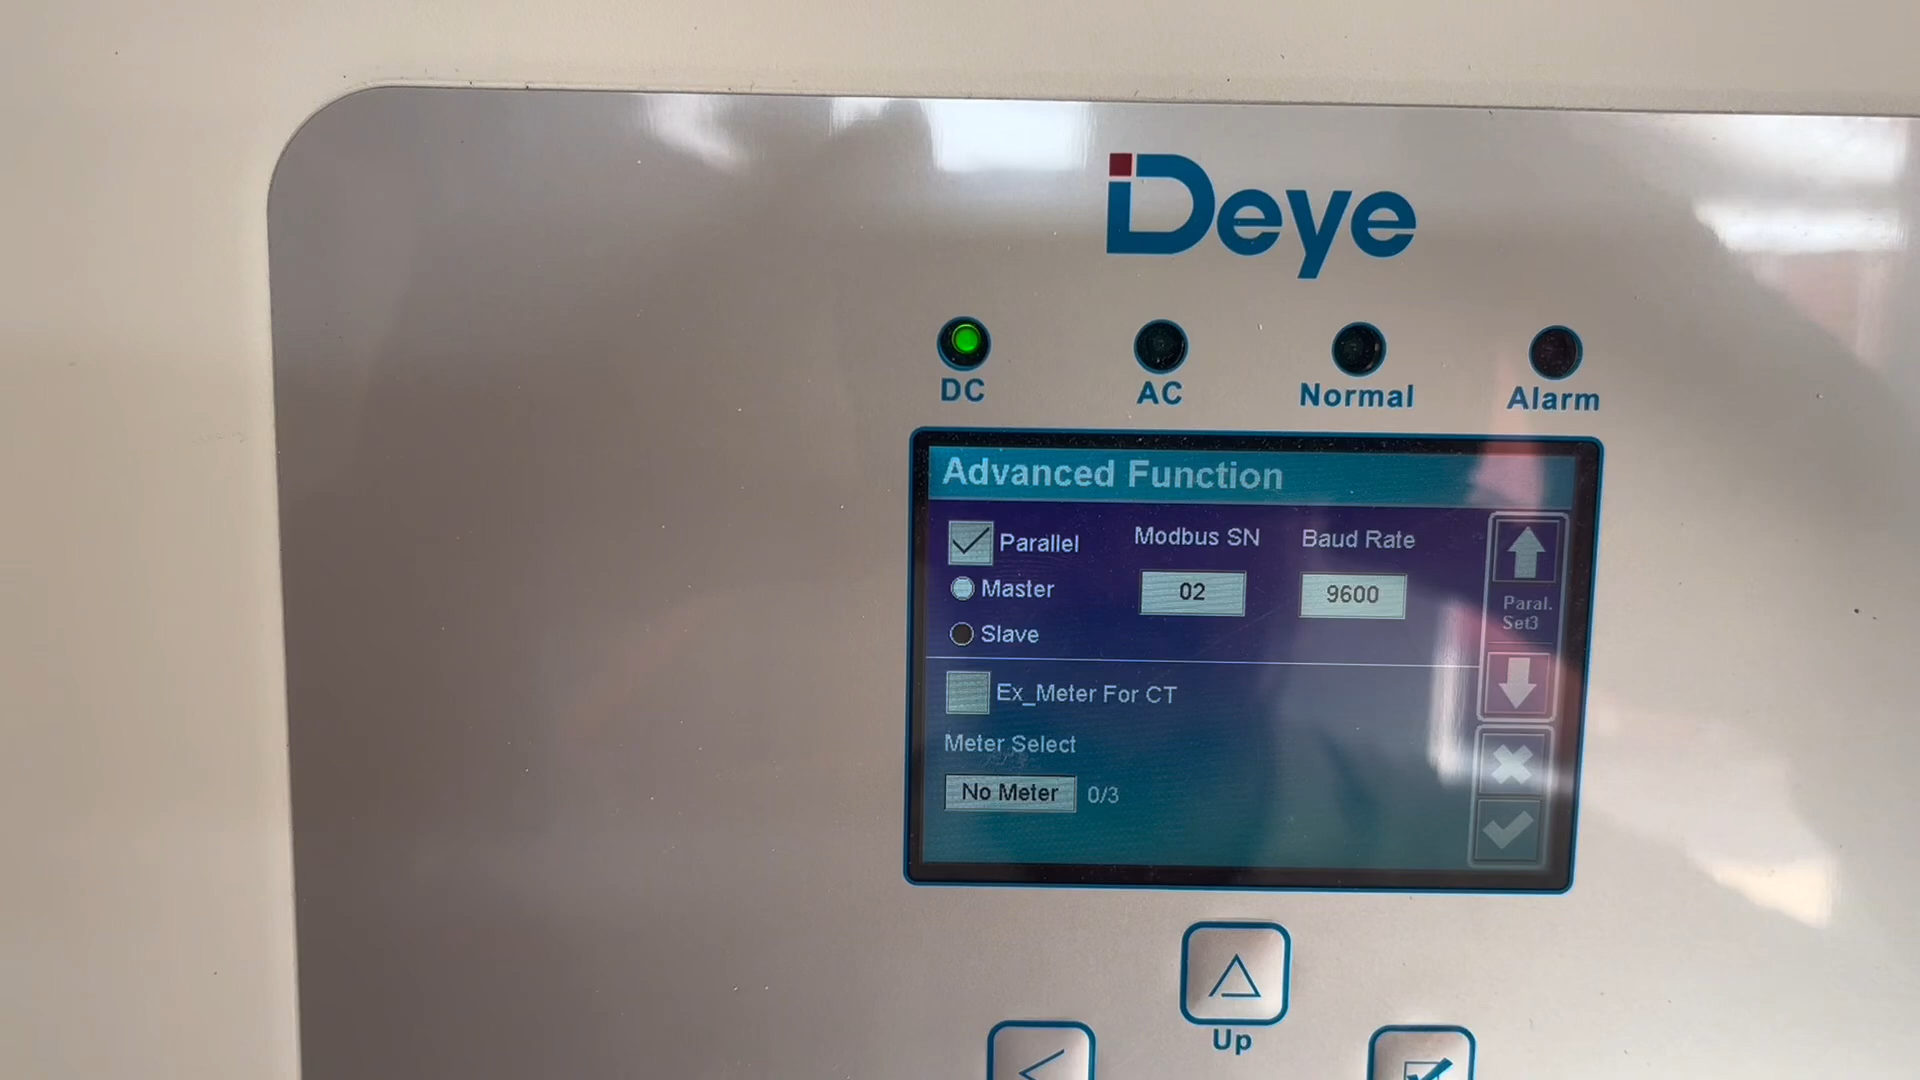 Deye
DC AC Normal Alarm
Advanced Function
Parallel Modbus SN Baud Rate
Master 02 9600
Slave
Paral.
Set3
Ex_Meter For CT
Meter Select
No Meter 0/3
Up